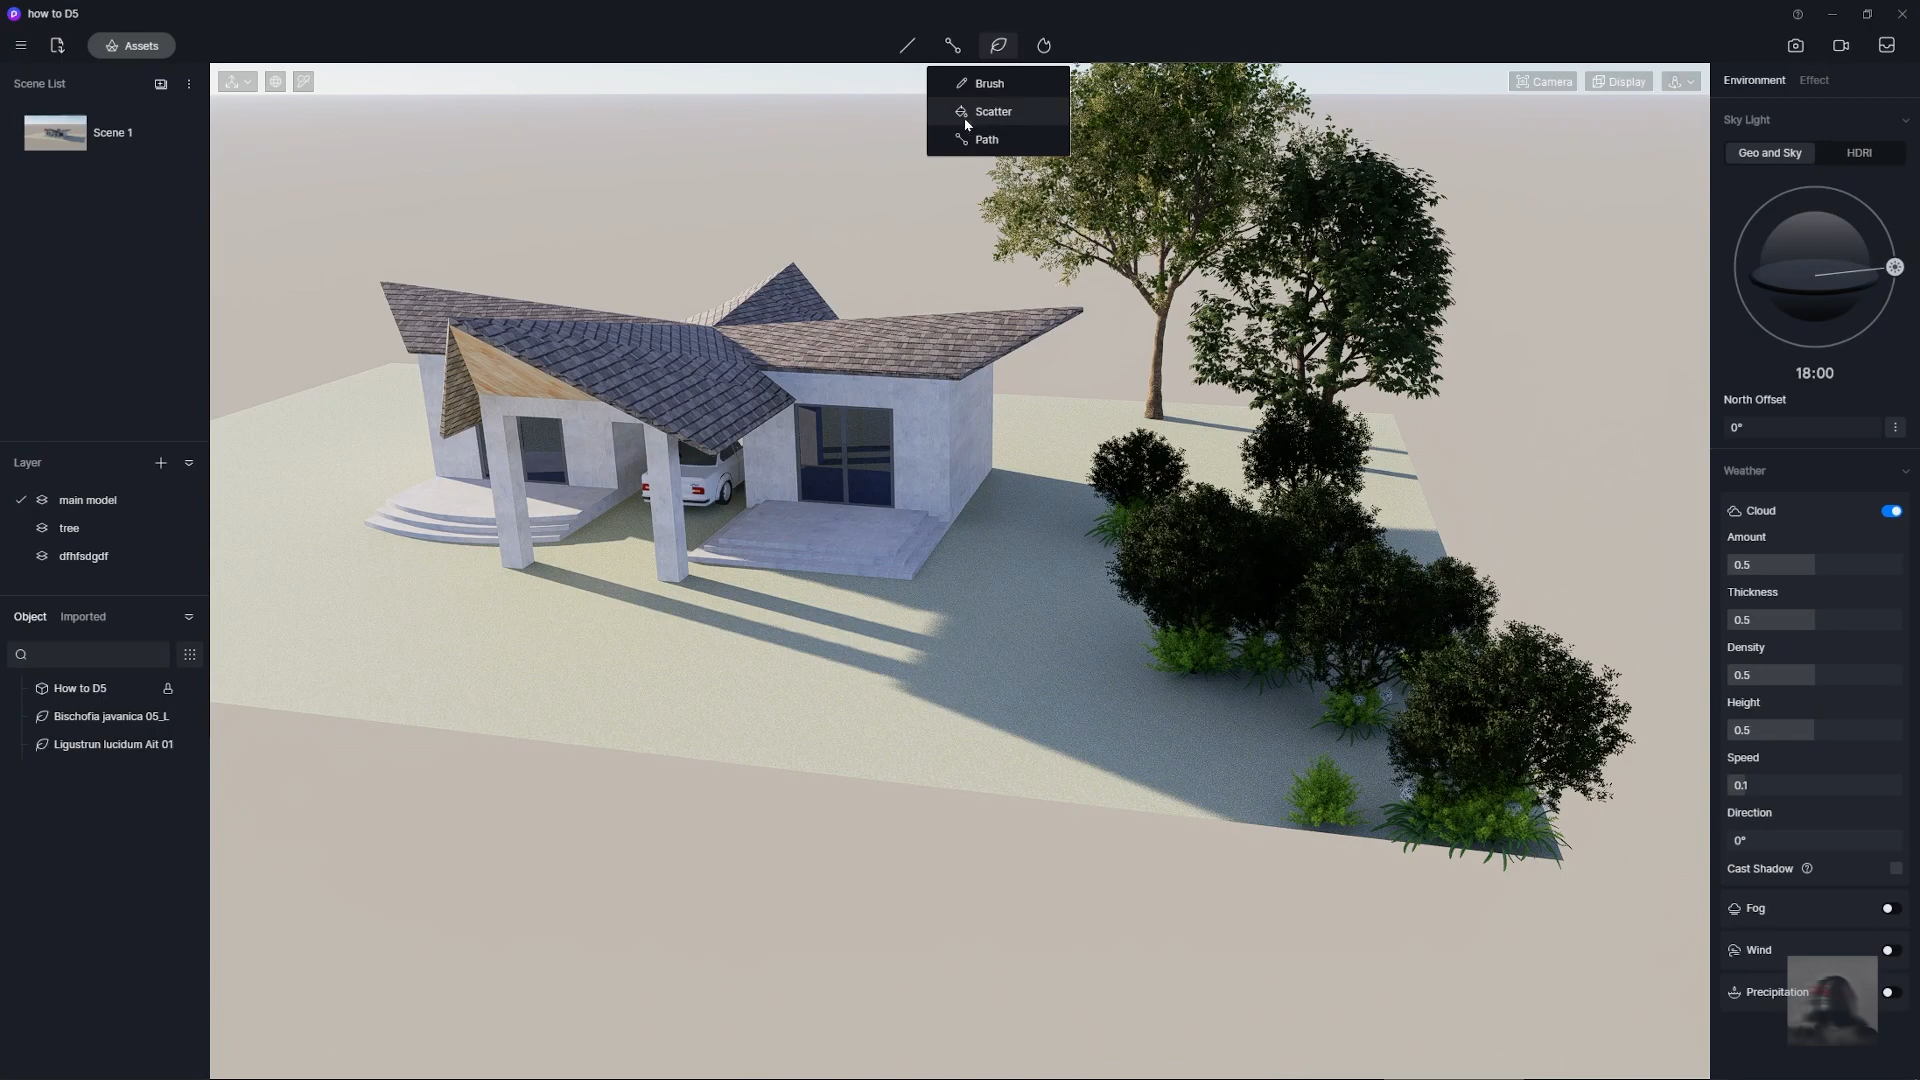 how to D5
Assets
Scene List
Scene 1
Layer
main model
tree
dfhfsdgdf
Object
Imported
How to D5
Bischofia javanica 05_L
Ligustrun lucidum Ait 01
Brush
Scatter
Path
Camera
Display
Environment
Effect
Sky Light
Geo and Sky
HDRI
18:00
North Offset
0°
Weather
Cloud
Amount
0.5
Thickness
0.5
Density
0.5
Height
0.5
Speed
0.1
Direction
0°
Cast Shadow
Fog
Wind
Precipitation